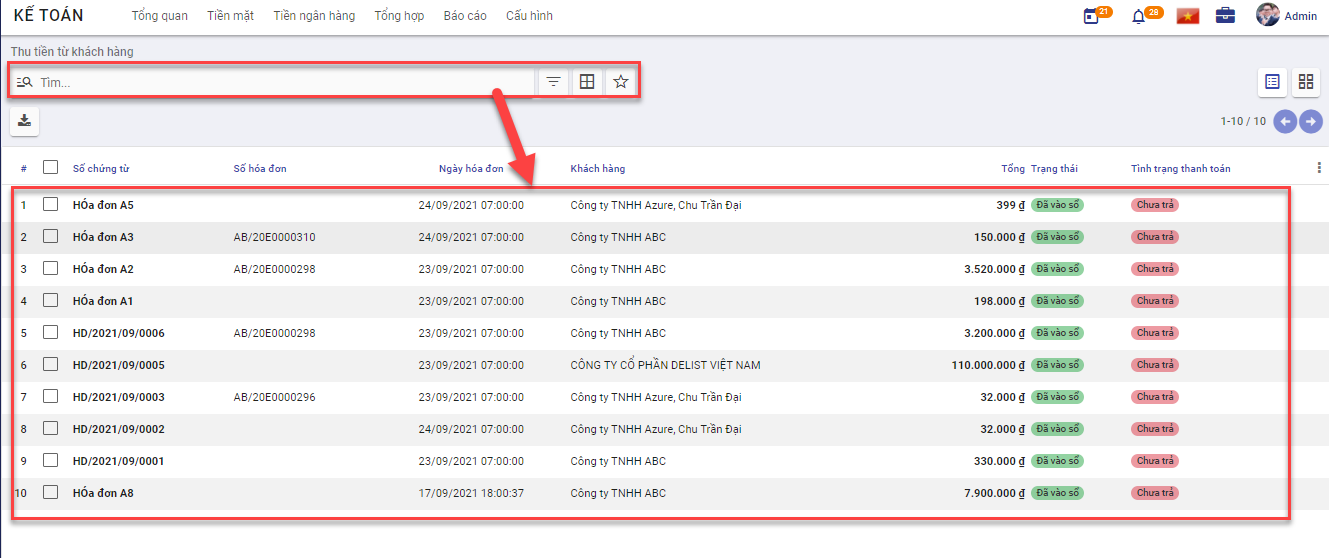 KẾ TOÁN Tổng quan Tiền mặt Tiền ngân hàng Tổng hợp Báo cáo Cấu hình 21 28 Admin
Thu tiền từ khách hàng
Tìm...
1-10 / 10
# Số chứng từ Số hóa đơn Ngày hóa đơn Khách hàng Tổng Trạng thái Tình trạng thanh toán
1 HÓa đơn A5 24/09/2021 07:00:00 Công ty TNHH Azure, Chu Trần Đại 399 ₫ Đã vào sổ Chưa trả
2 HÓa đơn A3 AB/20E0000310 24/09/2021 07:00:00 Công ty TNHH ABC 150.000 ₫ Đã vào sổ Chưa trả
3 HÓa đơn A2 AB/20E0000298 23/09/2021 07:00:00 Công ty TNHH ABC 3.520.000 ₫ Đã vào sổ Chưa trả
4 HÓa đơn A1 23/09/2021 07:00:00 Công ty TNHH ABC 198.000 ₫ Đã vào sổ Chưa trả
5 HD/2021/09/0006 AB/20E0000298 23/09/2021 07:00:00 Công ty TNHH ABC 3.200.000 ₫ Đã vào sổ Chưa trả
6 HD/2021/09/0005 23/09/2021 07:00:00 CÔNG TY CỔ PHẦN DELIST VIỆT NAM 110.000.000 ₫ Đã vào sổ Chưa trả
7 HD/2021/09/0003 AB/20E0000296 23/09/2021 07:00:00 Công ty TNHH Azure, Chu Trần Đại 32.000 ₫ Đã vào sổ Chưa trả
8 HD/2021/09/0002 24/09/2021 07:00:00 Công ty TNHH Azure, Chu Trần Đại 32.000 ₫ Đã vào sổ Chưa trả
9 HD/2021/09/0001 23/09/2021 07:00:00 Công ty TNHH ABC 330.000 ₫ Đã vào sổ Chưa trả
10 HÓa đơn A8 17/09/2021 18:00:37 Công ty TNHH ABC 7.900.000 ₫ Đã vào sổ Chưa trả